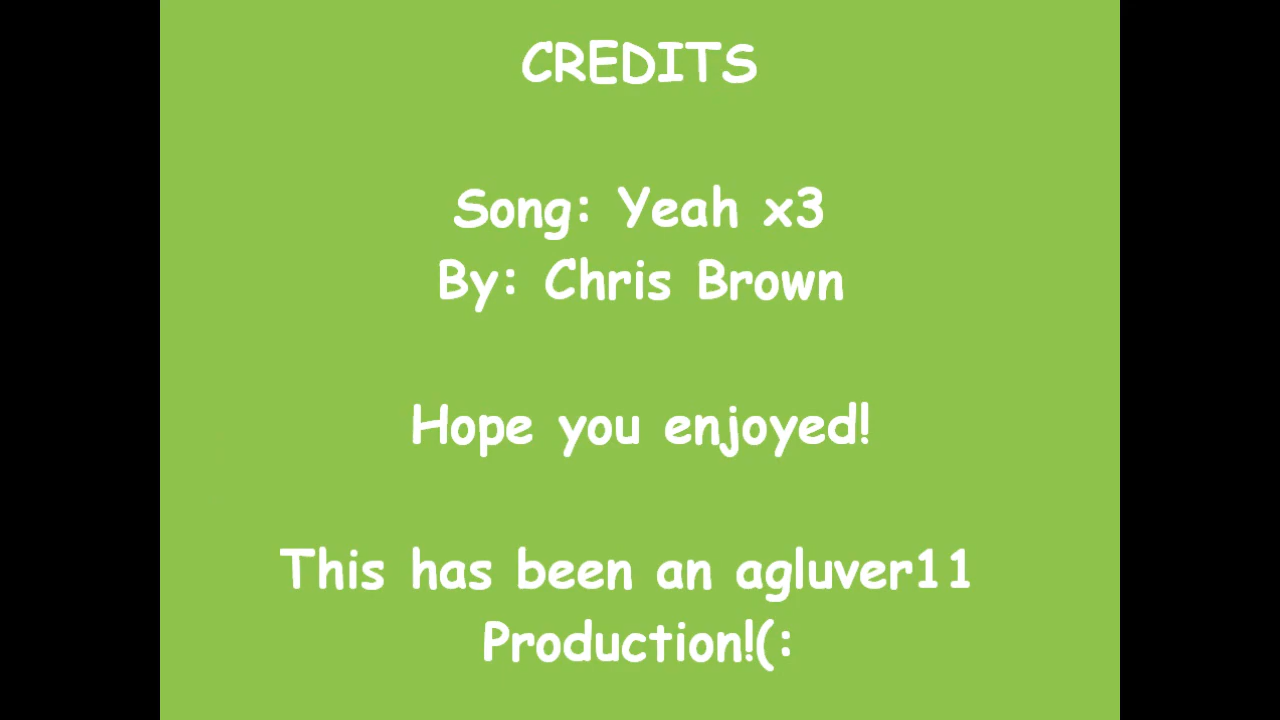 CREDITS
Song: Yeah x3
By: Chris Brown
Hope you enjoyed!
This has been an agluver11
Production!(: